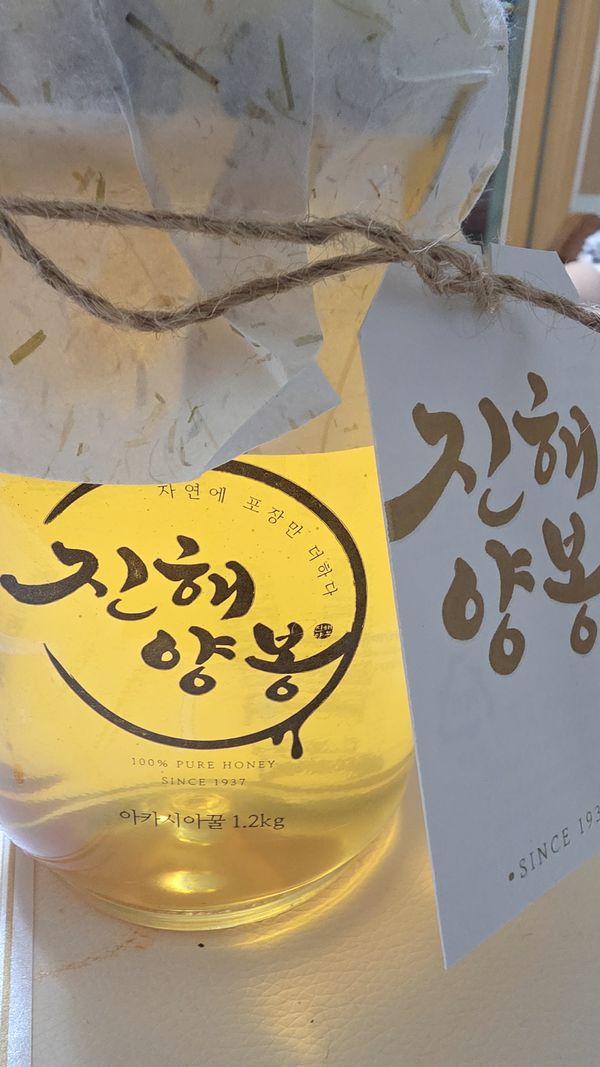 자연에 포장만 더하다
진해
양봉
100% PURE HONEY
SINCE 1937
아카시아꿀 1.2kg
진해
양봉
•SINCE 193